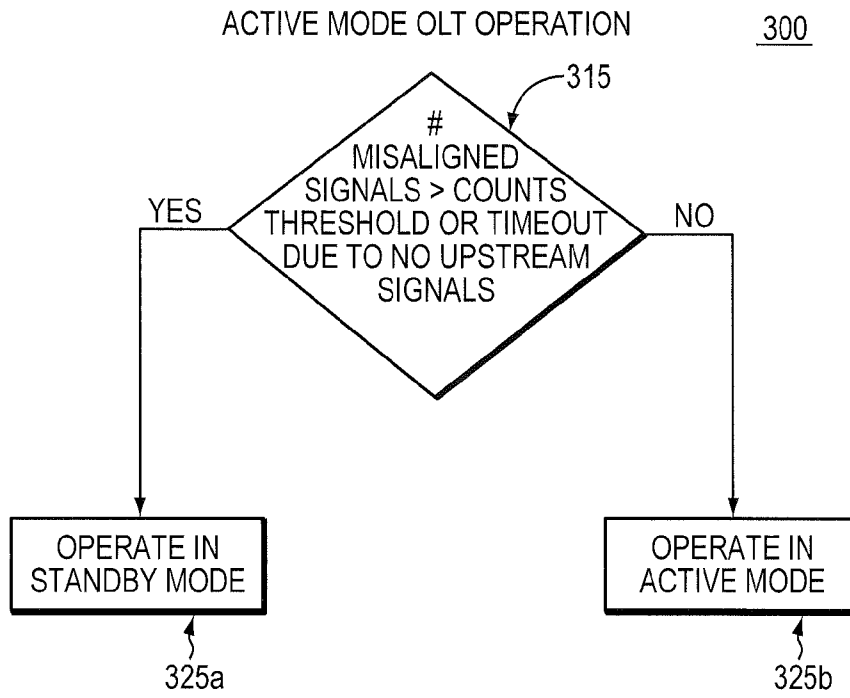 ACTIVE MODE OLT OPERATION
300
315
#
MISALIGNED
SIGNALS > COUNTS
THRESHOLD OR TIMEOUT
DUE TO NO UPSTREAM
SIGNALS
YES
NO
OPERATE IN
STANDBY MODE
OPERATE IN
ACTIVE MODE
325a
325b